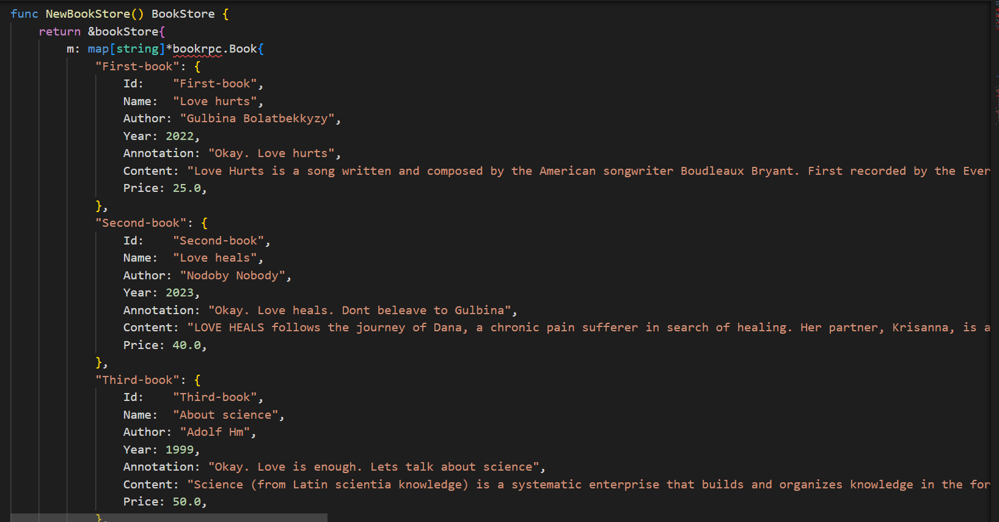 func NewBookStore() BookStore {
    return &bookStore{
        m: map[string]*bookrpc.Book{
            "First-book": {
                Id:    "First-book",
                Name:  "Love hurts",
                Author: "Gulbina Bolatbekkyzy",
                Year: 2022,
                Annotation: "Okay. Love hurts",
                Content: "Love Hurts is a song written and composed by the American songwriter Boudleaux Bryant. First recorded by the Ever
                Price: 25.0,
            },
            "Second-book": {
                Id:    "Second-book",
                Name:  "Love heals",
                Author: "Nodoby Nobody",
                Year: 2023,
                Annotation: "Okay. Love heals. Dont beleave to Gulbina",
                Content: "LOVE HEALS follows the journey of Dana, a chronic pain sufferer in search of healing. Her partner, Krisanna, is a
                Price: 40.0,
            },
            "Third-book": {
                Id:    "Third-book",
                Name:  "About science",
                Author: "Adolf Hm",
                Year: 1999,
                Annotation: "Okay. Love is enough. Lets talk about science",
                Content: "Science (from Latin scientia knowledge) is a systematic enterprise that builds and organizes knowledge in the for
                Price: 50.0,
            },